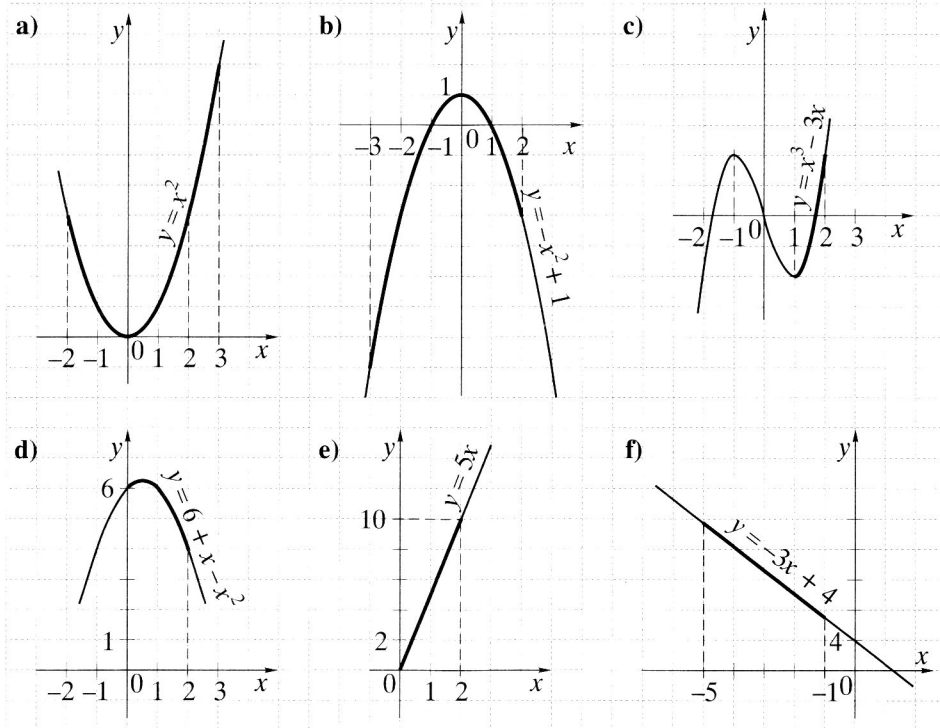 a)
y
y = x²
–2 –1 0 1 2 3 x
b)
y
1
–3 –2 –1 0 1 2 x
y = –x² + 1
c)
y
y = x³ – 3x
–2 –1 0 1 2 3 x
d)
y
6
y = 6 + x – x²
1
–2 –1 0 1 2 3 x
e)
y
y = 5x
10
2
0 1 2 x
f)
y
y = –3x + 4
4
–5 –1 0 x